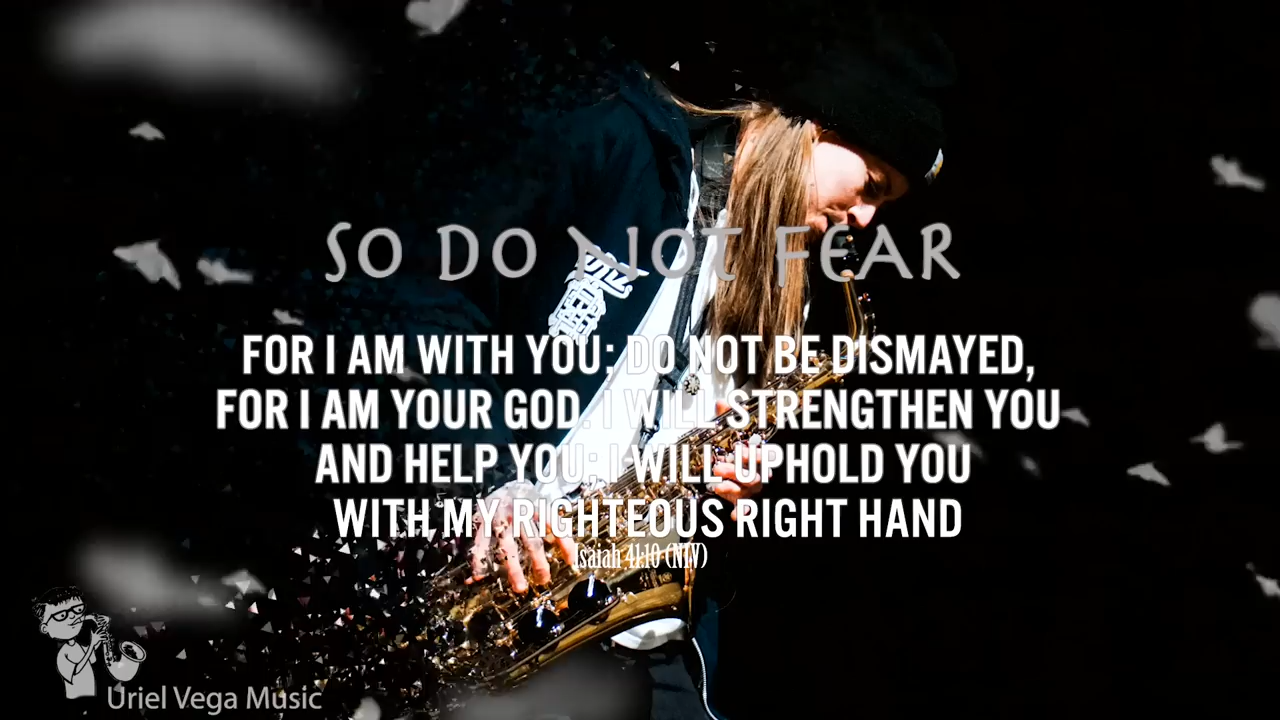 So Do Not Fear
FOR I AM WITH YOU; DO NOT BE DISMAYED,
FOR I AM YOUR GOD. I WILL STRENGTHEN YOU
AND HELP YOU; I WILL UPHOLD YOU
WITH MY RIGHTEOUS RIGHT HAND
Isaiah 41:10 (NIV)
Uriel Vega Music